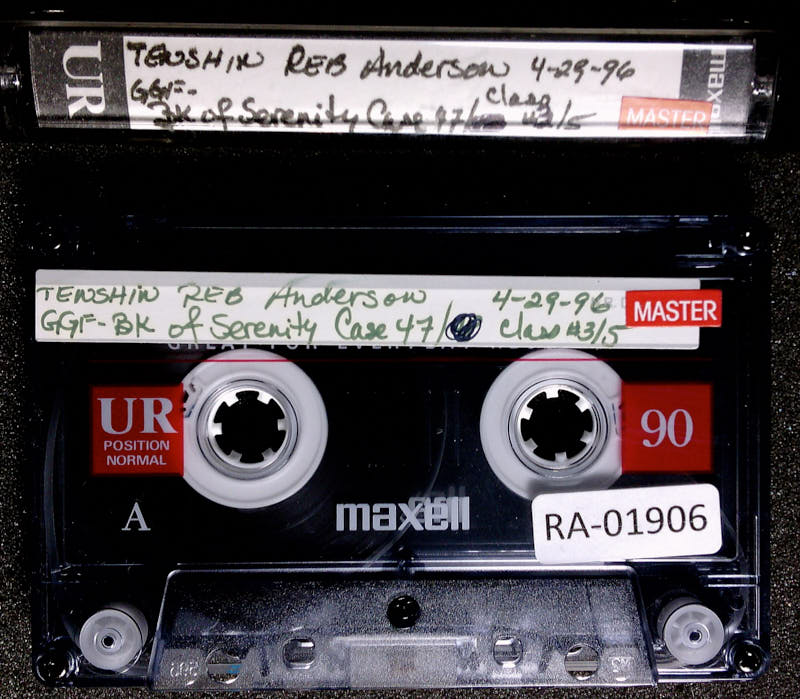 UR
TENSHIN REB Anderson 4-29-96
GGF-
BK of Serenity Case 47/ class #3/5
MASTER
maxell
TENSHIN REB Anderson 4-29-96
GGF-BK of Serenity Case 47/ class #3/5
MASTER
UR
POSITION
NORMAL
90
A
maxell
RA-01906